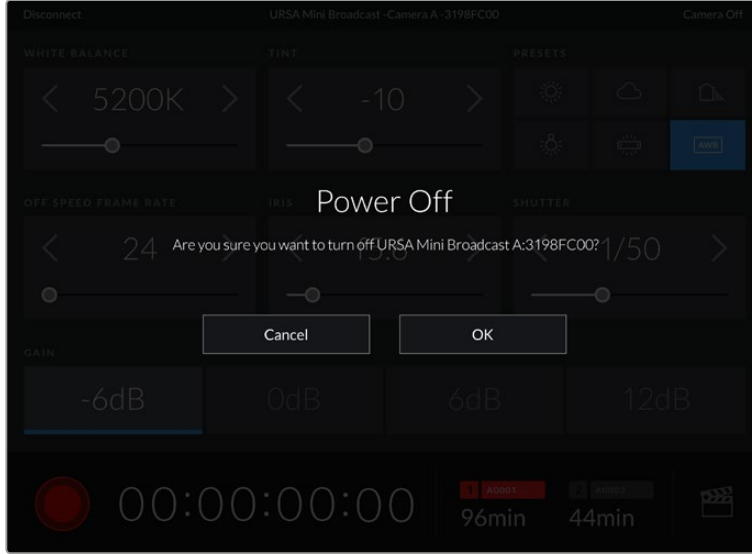 Disconnect URSA Mini Broadcast -Camera A -3198FC00 Camera Off
WHITE BALANCE TINT PRESETS
5200K -10
AWB
OFF SPEED FRAME RATE IRIS SHUTTER
Power Off
24 1/50
Are you sure you want to turn off URSA Mini Broadcast A:3198FC00?
Cancel OK
GAIN
-6dB 0dB 6dB 12dB
00:00:00:00
1 A0001 2
96min 44min